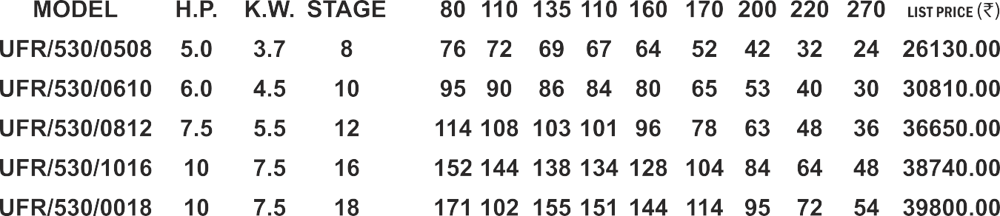 MODEL H.P. K.W. STAGE 80 110 135 110 160 170 200 220 270 LIST PRICE (₹)
UFR/530/0508 5.0 3.7 8 76 72 69 67 64 52 42 32 24 26130.00
UFR/530/0610 6.0 4.5 10 95 90 86 84 80 65 53 40 30 30810.00
UFR/530/0812 7.5 5.5 12 114 108 103 101 96 78 63 48 36 36650.00
UFR/530/1016 10 7.5 16 152 144 138 134 128 104 84 64 48 38740.00
UFR/530/0018 10 7.5 18 171 102 155 151 144 114 95 72 54 39800.00